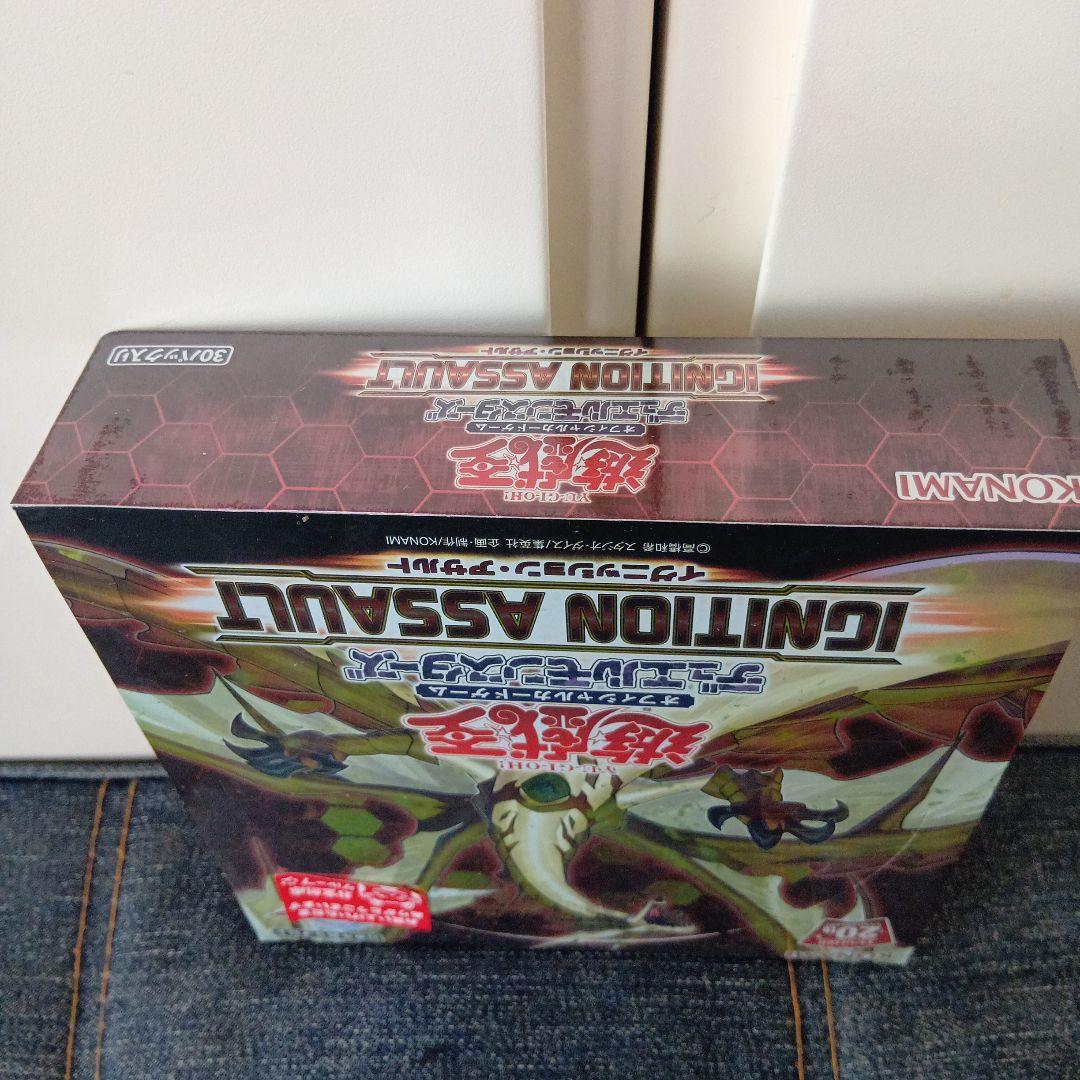 20th
YU-GI-OH!
遊戯王
オフィシャルカードゲーム
デュエルモンスターズ
IGNITION ASSAULT
イグニッション・アサルト
©高橋和希 スタジオ・ダイス/集英社 企画・制作/KONAMI
YU-GI-OH!
遊戯王
オフィシャルカードゲーム
デュエルモンスターズ
IGNITION ASSAULT
イグニッション・アサルト
KONAMI
30パック入り